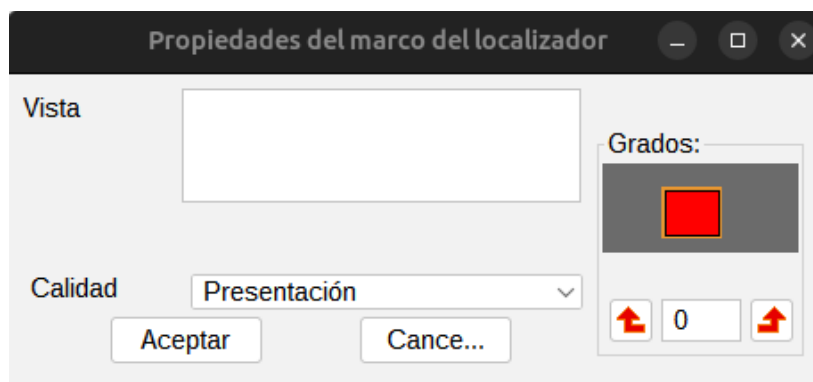 Propiedades del marco del localizador
Vista
Grados:
Calidad
Presentación
0
Aceptar
Cance...